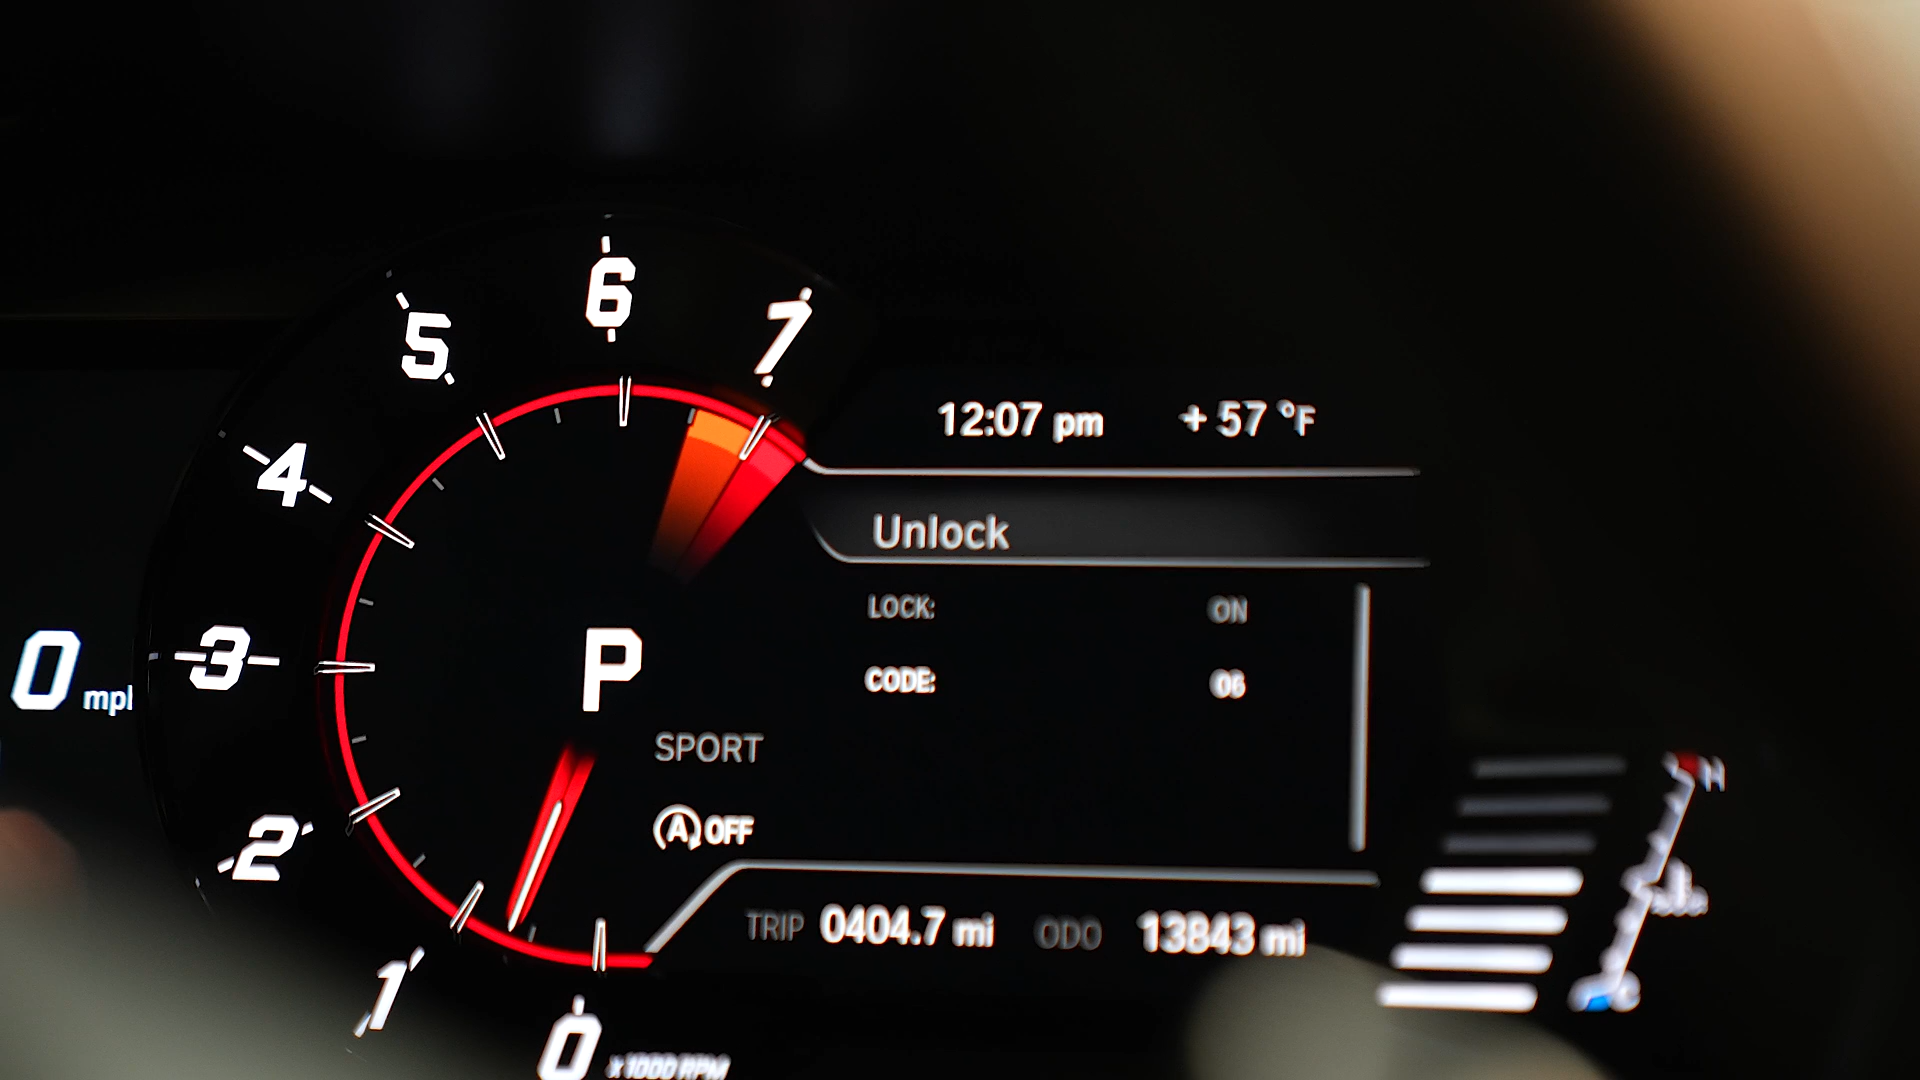 6
7
5
12:07 pm + 57 °F
4
Unlock
LOCK: ON
3
P
CODE: 06
0 mph
SPORT
A OFF
H
2
TRIP 0404.7 mi ODO 13843 mi
1
C
0 x1000 RPM